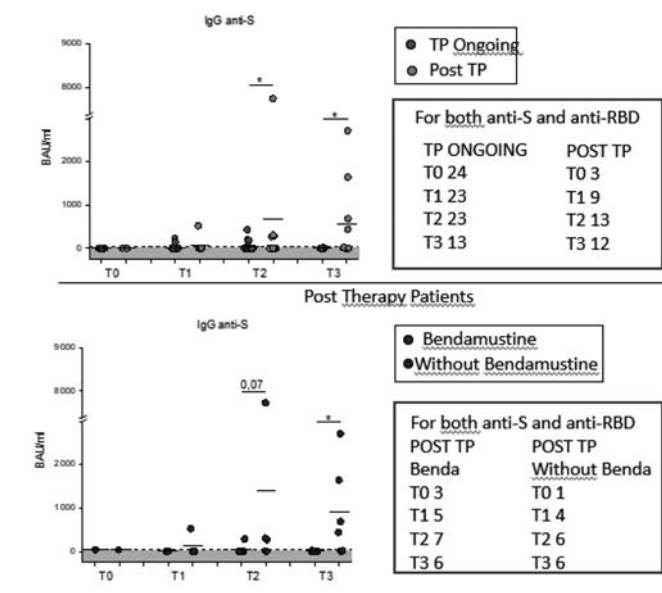 IgG anti-S
9000
8000
2000
1000
0
BAU/ml
T0 T1 T2 T3
*
*
TP Ongoing
Post TP
For both anti-S and anti-RBD
TP ONGOING POST TP
T0 24 T0 3
T1 23 T1 9
T2 23 T2 13
T3 13 T3 12
Post Therapy Patients
IgG anti-S
9000
8000
2000
1000
0
BAU/ml
T0 T1 T2 T3
0,07
*
Bendamustine
Without Bendamustine
For both anti-S and anti-RBD
POST TP POST TP
Benda Without Benda
T0 3 T0 1
T1 5 T1 4
T2 7 T2 6
T3 6 T3 6